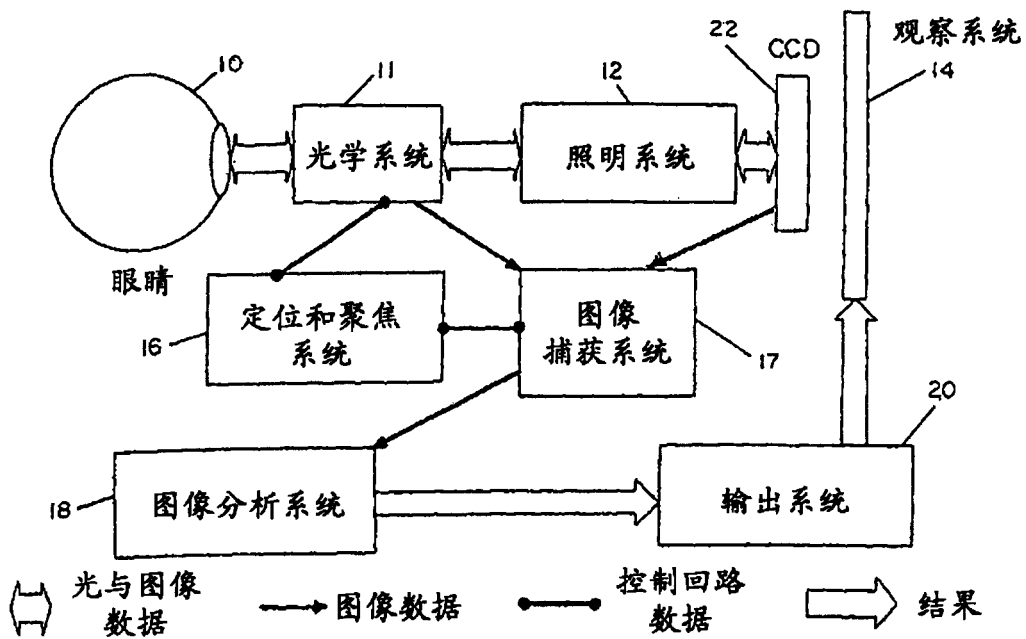 10
11
12
22
CCD
观察系统
14
光学系统
照明系统
眼睛
定位和聚焦
系统
16
图像
捕获系统
17
20
18
图像分析系统
输出系统
光与图像
数据
图像数据
控制回路
数据
结果